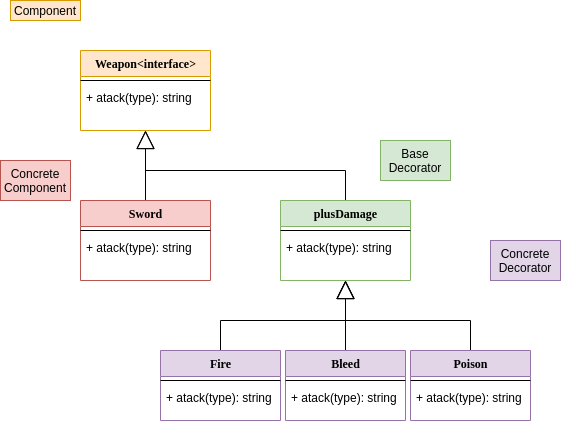 Component
Weapon<interface>
+ atack(type): string
Base
Decorator
Concrete
Component
Sword
+ atack(type): string
plusDamage
+ atack(type): string
Concrete
Decorator
Fire
+ atack(type): string
Bleed
+ atack(type): string
Poison
+ atack(type): string